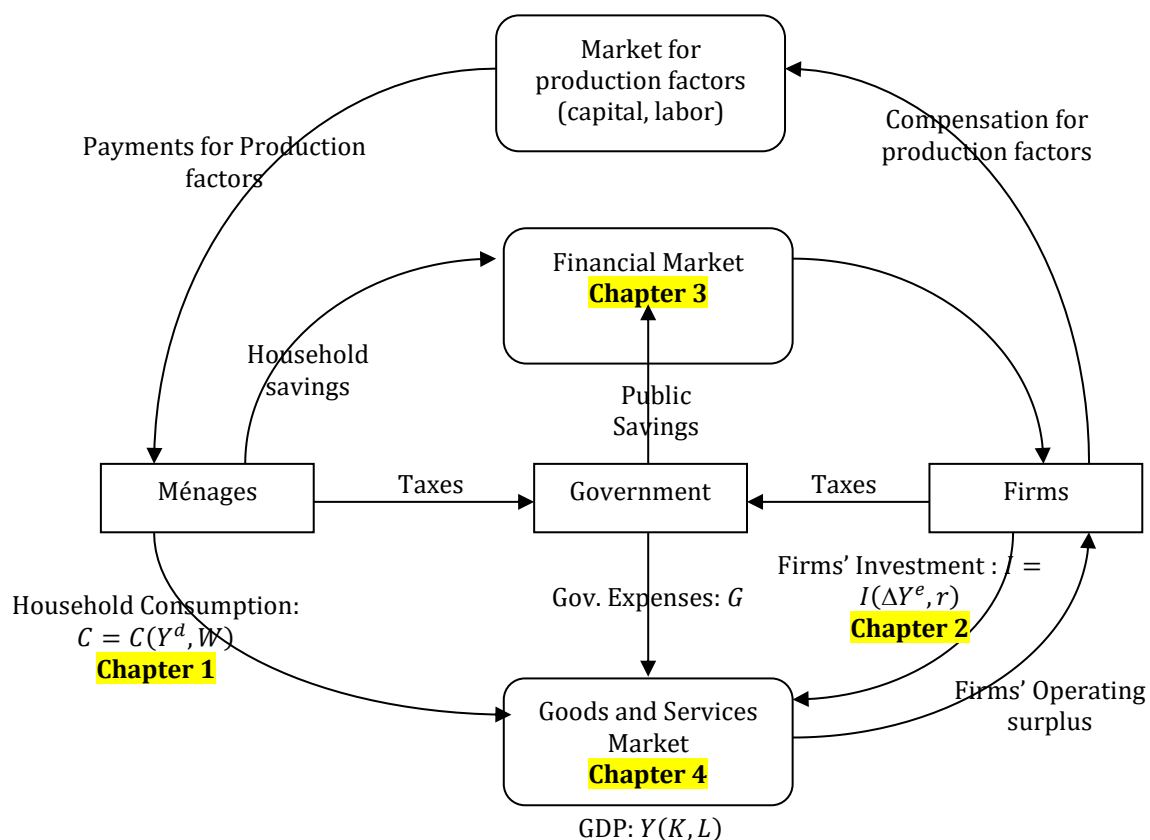 Market for
production factors
(capital, labor)
Payments for Production
factors
Compensation for
production factors
Financial Market
Chapter 3
Household
savings
Public
Savings
Ménages
Taxes
Government
Taxes
Firms
Household Consumption:
C = C(Y^d, W)
Chapter 1
Gov. Expenses: G
Firms’ Investment : I =
I(ΔY^e, r)
Chapter 2
Goods and Services
Market
Chapter 4
Firms’ Operating
surplus
GDP: Y(K, L)